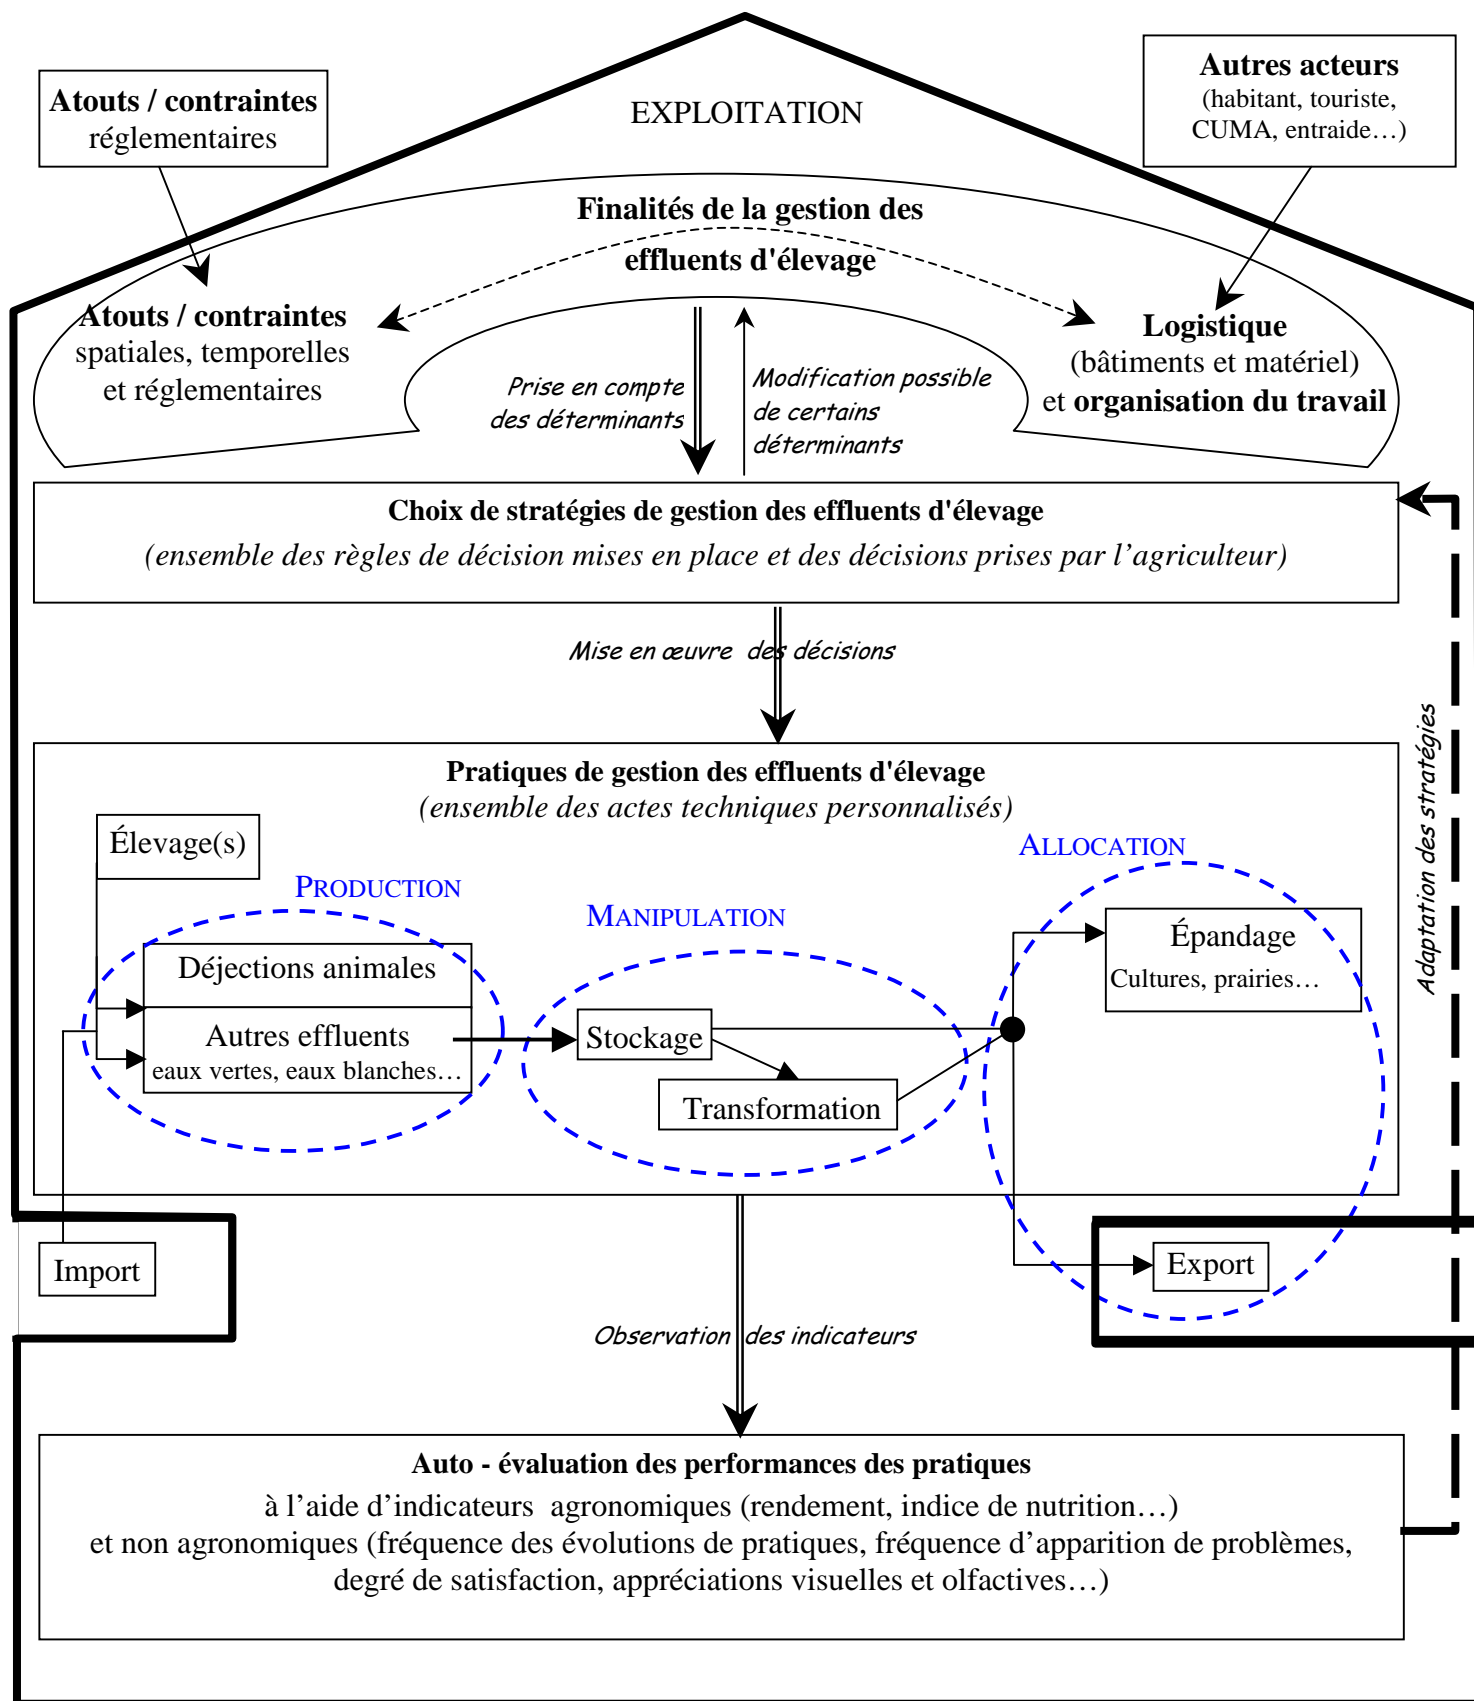 Atouts / contraintes
réglementaires
EXPLOITATION
Autres acteurs
(habitant, touriste,
CUMA, entraide…)
Finalités de la gestion des
effluents d'élevage
Atouts / contraintes
spatiales, temporelles
et réglementaires
Logistique
(bâtiments et matériel)
et organisation du travail
Prise en compte
des déterminants
Modification possible
de certains
déterminants
Choix de stratégies de gestion des effluents d'élevage
(ensemble des règles de décision mises en place et des décisions prises par l’agriculteur)
Mise en œuvre des décisions
Adaptation des stratégies
Pratiques de gestion des effluents d'élevage
(ensemble des actes techniques personnalisés)
Élevage(s)
PRODUCTION
MANIPULATION
ALLOCATION
Déjections animales
Autres effluents
eaux vertes, eaux blanches…
Stockage
Transformation
Épandage
Cultures, prairies…
Import
Export
Observation des indicateurs
Auto - évaluation des performances des pratiques
à l’aide d’indicateurs agronomiques (rendement, indice de nutrition…)
et non agronomiques (fréquence des évolutions de pratiques, fréquence d’apparition de problèmes,
degré de satisfaction, appréciations visuelles et olfactives…)